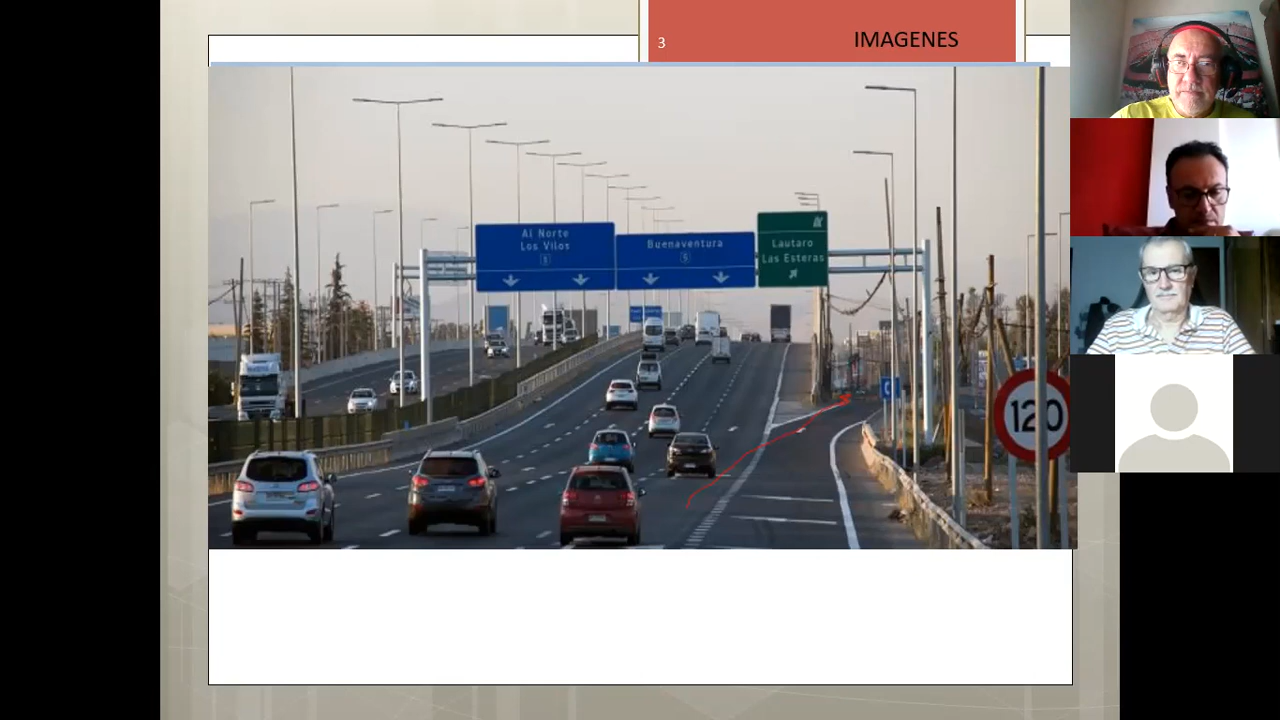 3
IMAGENES
Al Norte
Los Vilos
5
Buenaventura
5
Lautaro
Las Esteras
120